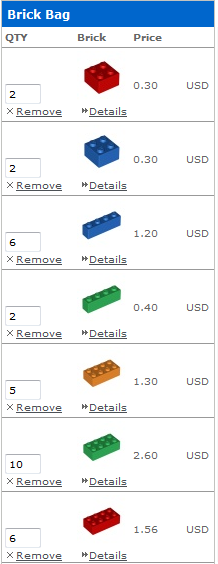 Brick Bag
QTY Brick Price
2 0.30 USD
× Remove Details
2 0.30 USD
× Remove Details
6 1.20 USD
× Remove Details
2 0.40 USD
× Remove Details
5 1.30 USD
× Remove Details
10 2.60 USD
× Remove Details
6 1.56 USD
× Remove Details